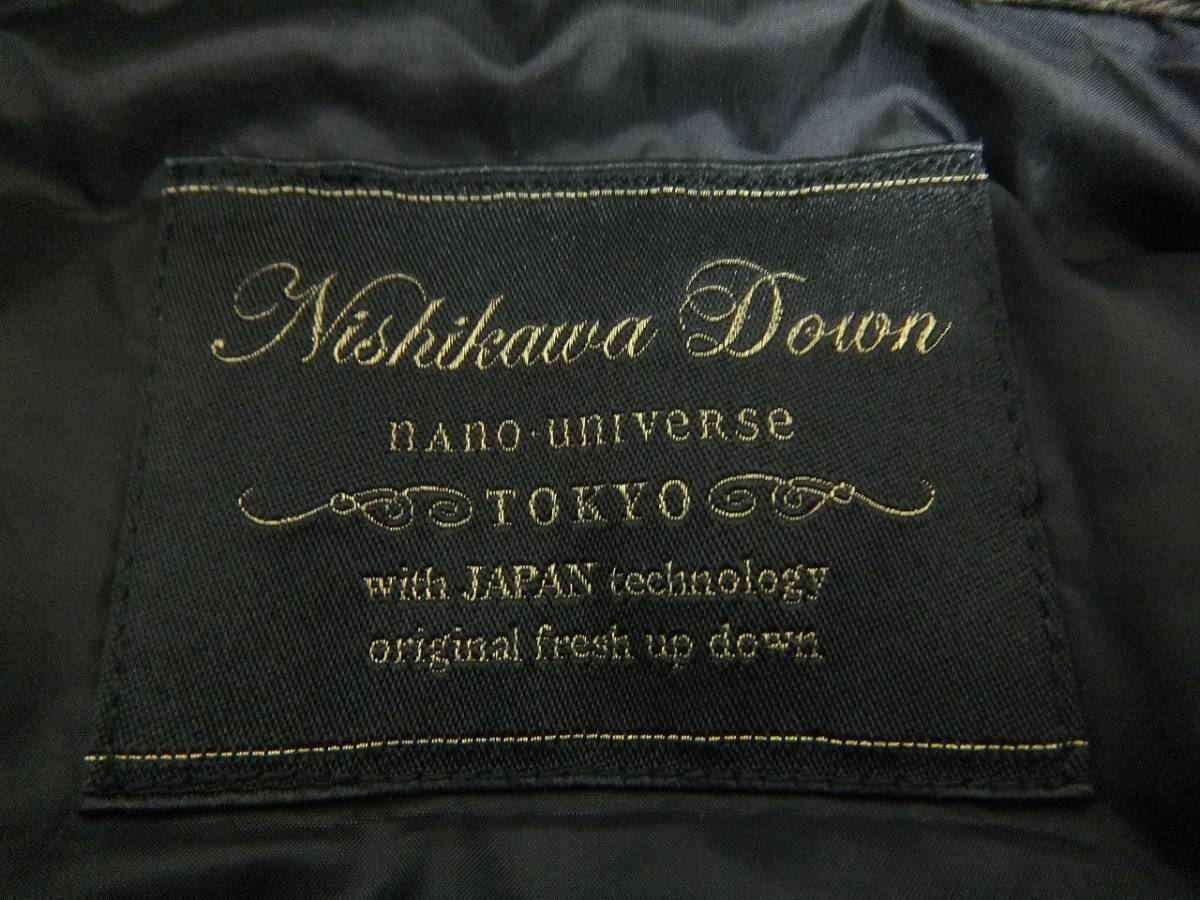 Nishikawa Down
nAno·uniVeRSe
TOKYO
with JAPAN technology
original fresh up down